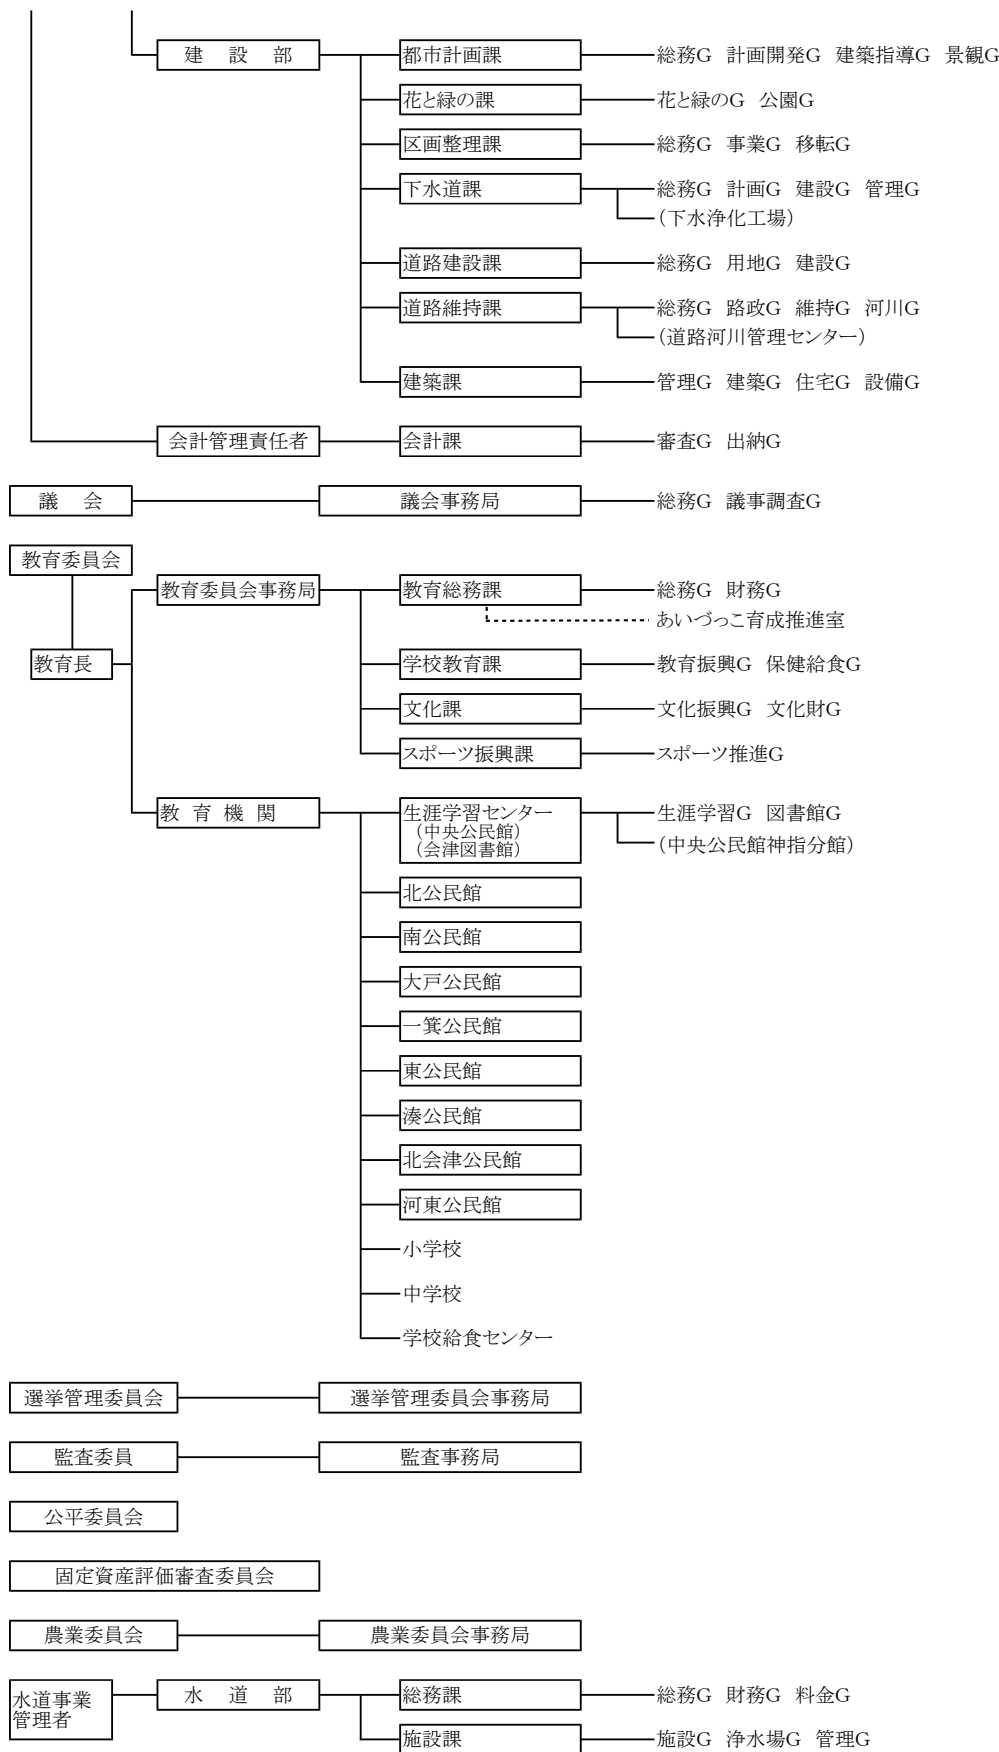 建　設　部　都市計画課　総務G　計画開発G　建築指導G　景観G
花と緑の課　花と緑のG　公園G
区画整理課　総務G　事業G　移転G
下水道課　総務G　計画G　建設G　管理G
（下水浄化工場）
道路建設課　総務G　用地G　建設G
道路維持課　総務G　路政G　維持G　河川G
（道路河川管理センター）
建築課　管理G　建築G　住宅G　設備G
会計管理責任者　会計課　審査G　出納G
議　会　議会事務局　総務G　議事調査G
教育委員会
教育委員会事務局　教育総務課　総務G　財務G
あいづっこ育成推進室
教育長　学校教育課　教育振興G　保健給食G
文化課　文化振興G　文化財G
スポーツ振興課　スポーツ推進G
教 育 機 関　生涯学習センター　生涯学習G　図書館G
（中央公民館）
（会津図書館）　（中央公民館神指分館）
北公民館
南公民館
大戸公民館
一箕公民館
東公民館
湊公民館
北会津公民館
河東公民館
小学校
中学校
学校給食センター
選挙管理委員会　選挙管理委員会事務局
監査委員　監査事務局
公平委員会
固定資産評価審査委員会
農業委員会　農業委員会事務局
水道事業
管理者　水　道　部　総務課　総務G　財務G　料金G
施設課　施設G　浄水場G　管理G